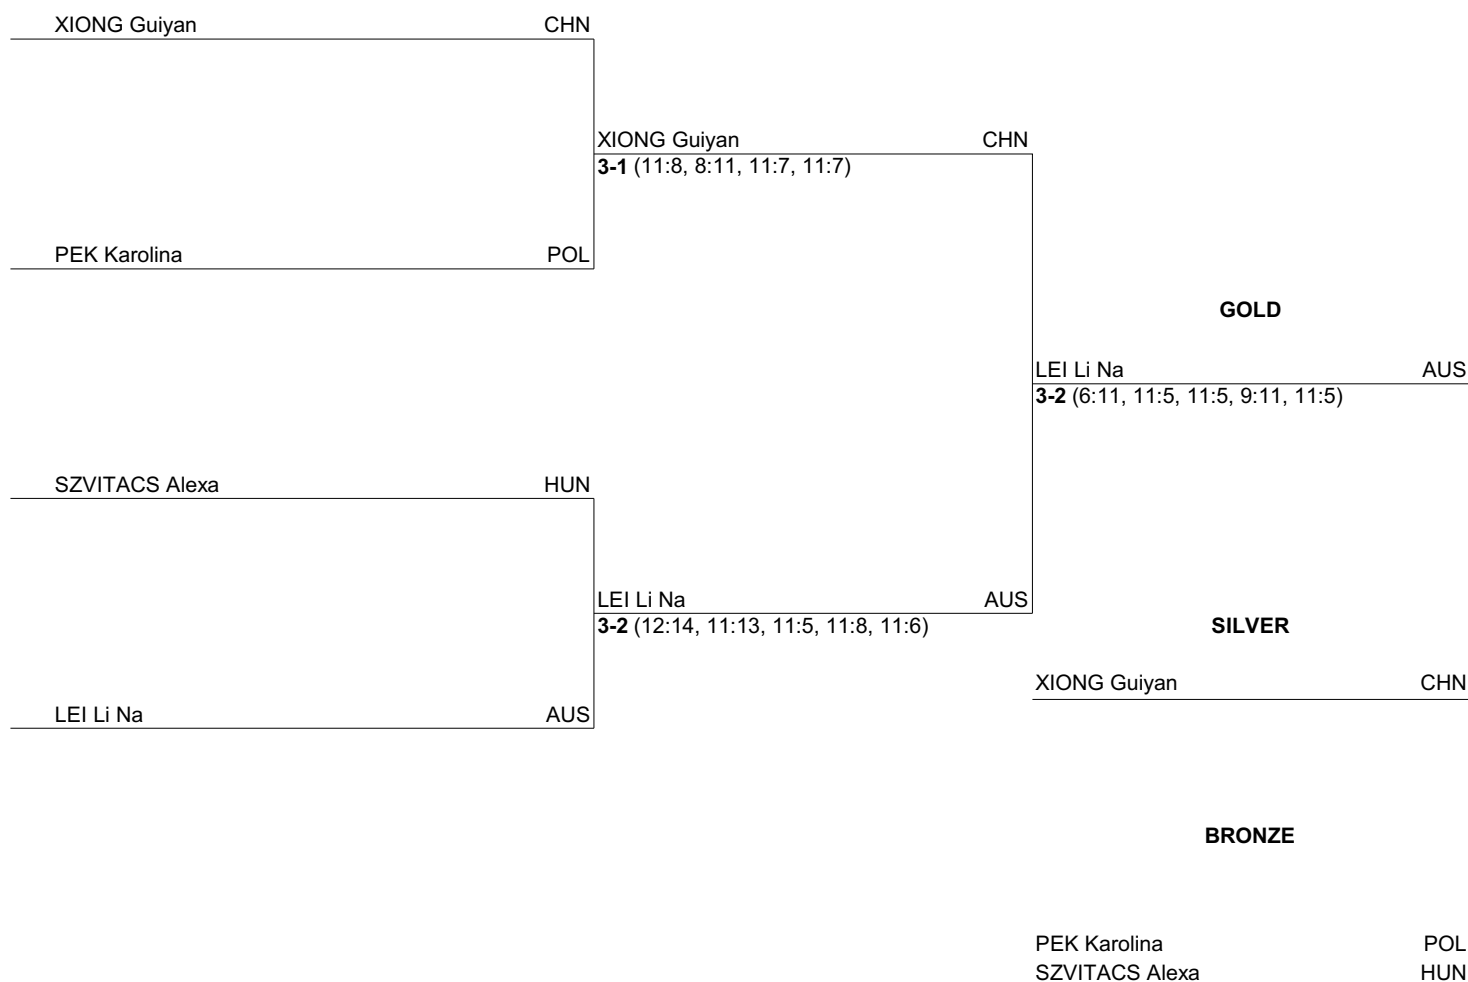 XIONG Guiyan CHN
XIONG Guiyan CHN
3-1 (11:8, 8:11, 11:7, 11:7)
PEK Karolina POL
GOLD
LEI Li Na AUS
3-2 (6:11, 11:5, 11:5, 9:11, 11:5)
SZVITACS Alexa HUN
LEI Li Na AUS
3-2 (12:14, 11:13, 11:5, 11:8, 11:6)
SILVER
XIONG Guiyan CHN
LEI Li Na AUS
BRONZE
PEK Karolina POL
SZVITACS Alexa HUN